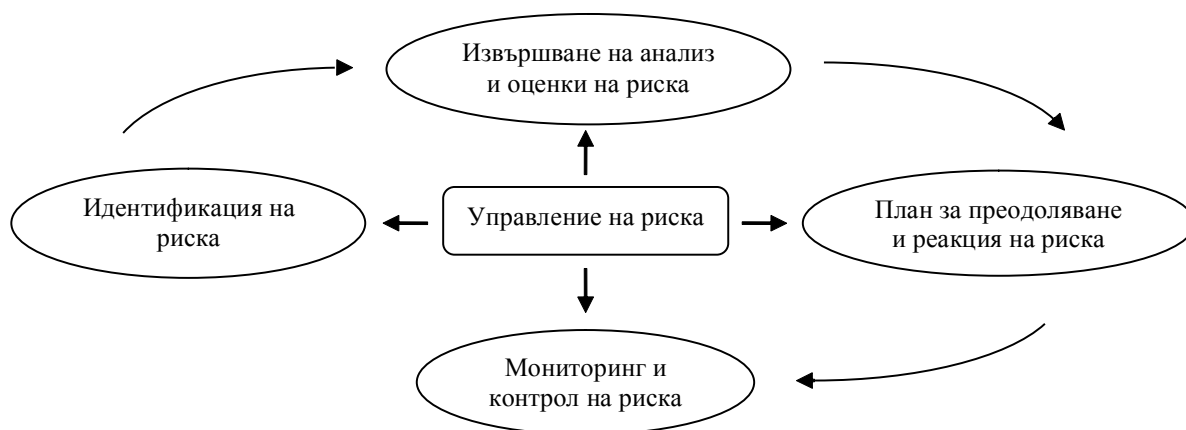 Извършване на анализ
и оценки на риска
Идентификация на
риска
Управление на риска
План за преодоляване
и реакция на риска
Мониторинг и
контрол на риска